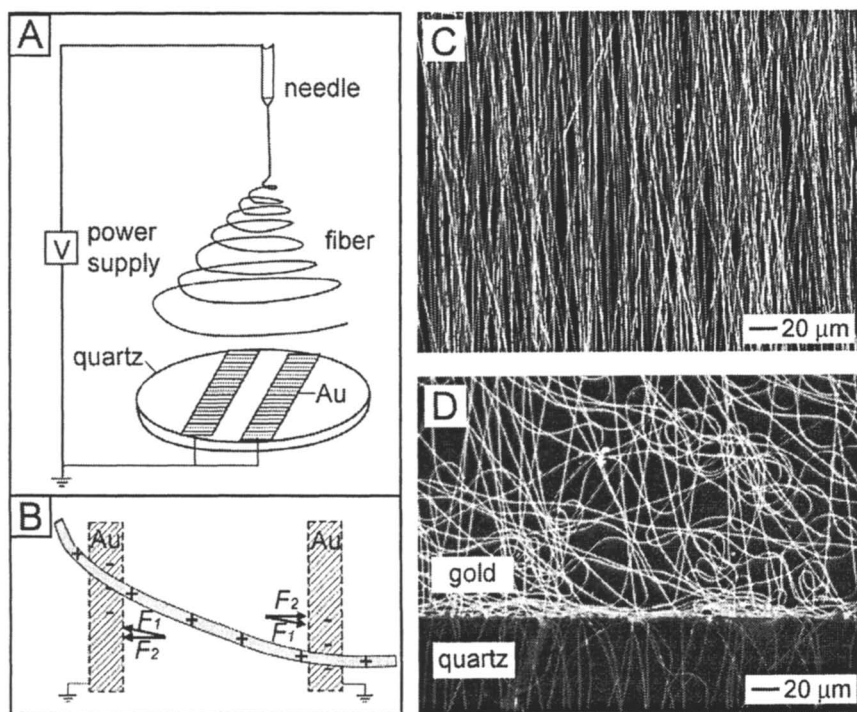 A
needle
V
power
supply
fiber
quartz
Au
B
Au
Au
F1
F2
F2
F1
C
20 μm
D
gold
quartz
20 μm